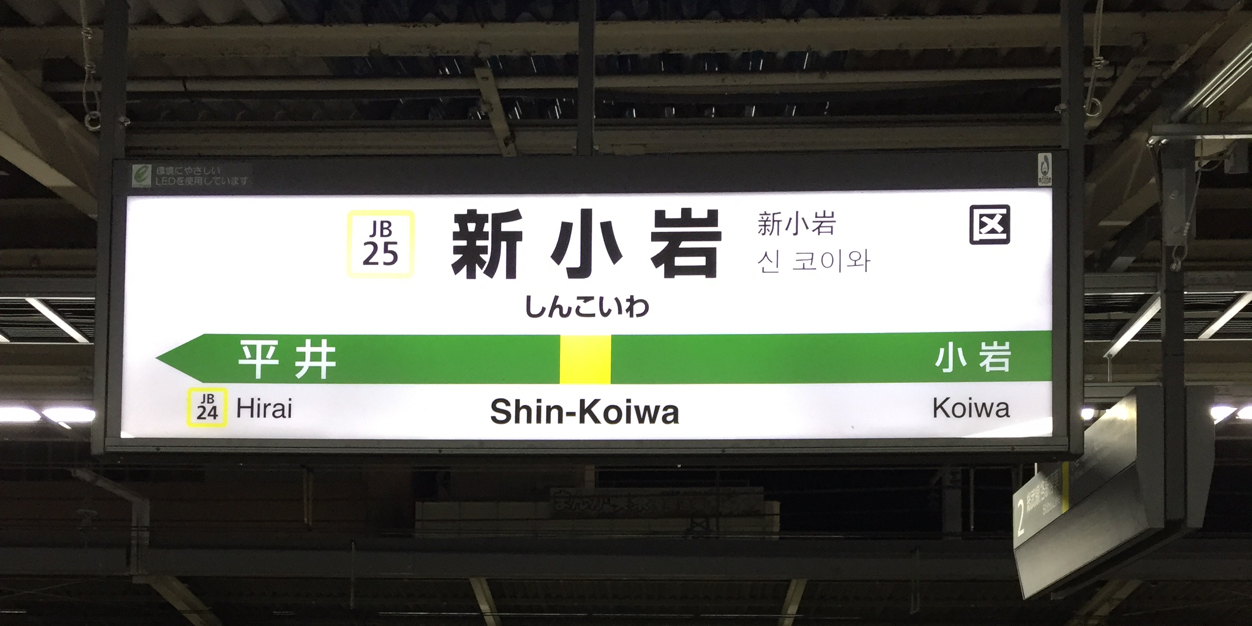 環境にやさしい
LEDを使用しています
JB
25
新小岩
新小岩
신 코이와
区
しんこいわ
平井
小岩
JB
24
Hirai
Shin-Koiwa
Koiwa
2